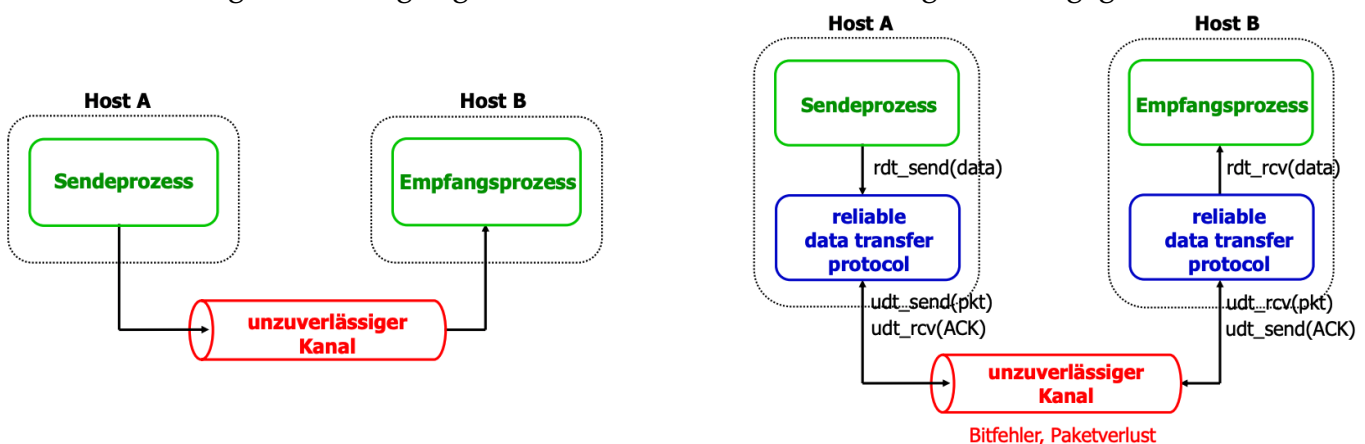 Host A
Host B
Sendeprozess
Empfangsprozess
unzuverlässiger
Kanal
Host A
Host B
Sendeprozess
Empfangsprozess
rdt_send(data)
rdt_rcv(data)
reliable
data transfer
protocol
reliable
data transfer
protocol
udt_send(pkt)
udt_rcv(ACK)
udt_rcv(pkt)
udt_send(ACK)
unzuverlässiger
Kanal
Bitfehler, Paketverlust